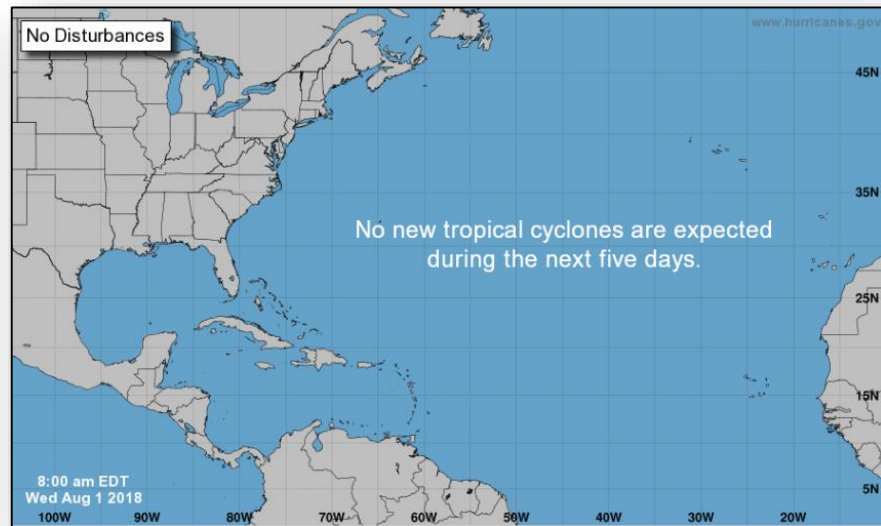 No Disturbances
www.hurricanes.gov
45N
35N
No new tropical cyclones are expected
during the next five days.
25N
15N
8:00 am EDT
Wed Aug 1 2018
5N
100W 90W 80W 70W 60W 50W 40W 30W 20W